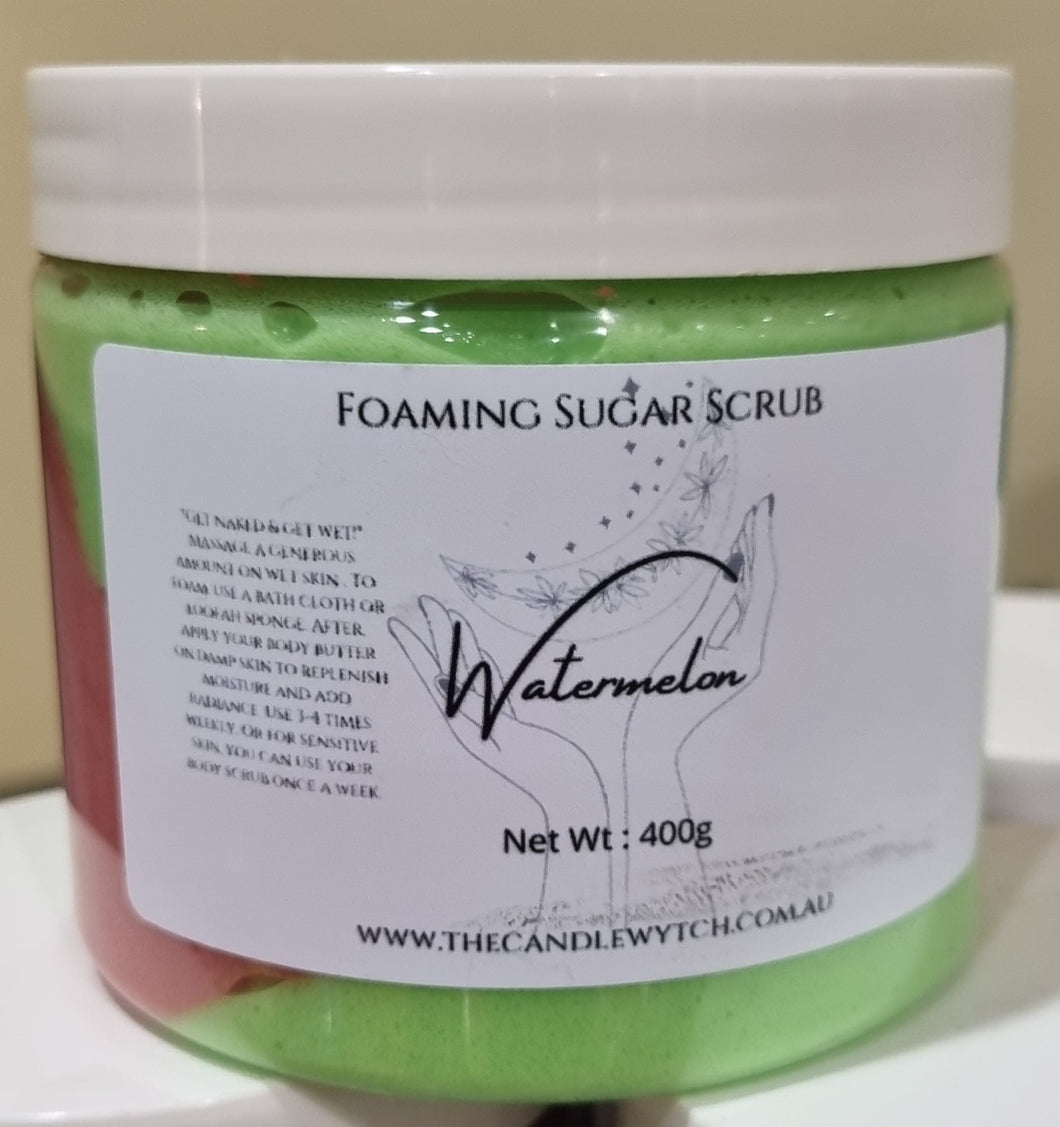 FOAMING SUGAR SCRUB
"GET NAKED & GET WET!"
MASSAGE A GENEROUS
AMOUNT ON WET SKIN . TO
FOAM USE A BATH CLOTH OR
LOOFAH SPONGE. AFTER
APPLY YOUR BODY BUTTER
ON DAMP SKIN TO REPLENISH
MOISTURE AND ADD
RADIANCE. USE 3-4 TIMES
WEEKLY. OR FOR SENSITIVE
SKIN, YOU CAN USE YOUR
BODY SCRUB ONCE A WEEK
Watermelon
Net Wt : 400g
WWW.THECANDLEWYTCH.COM.AU